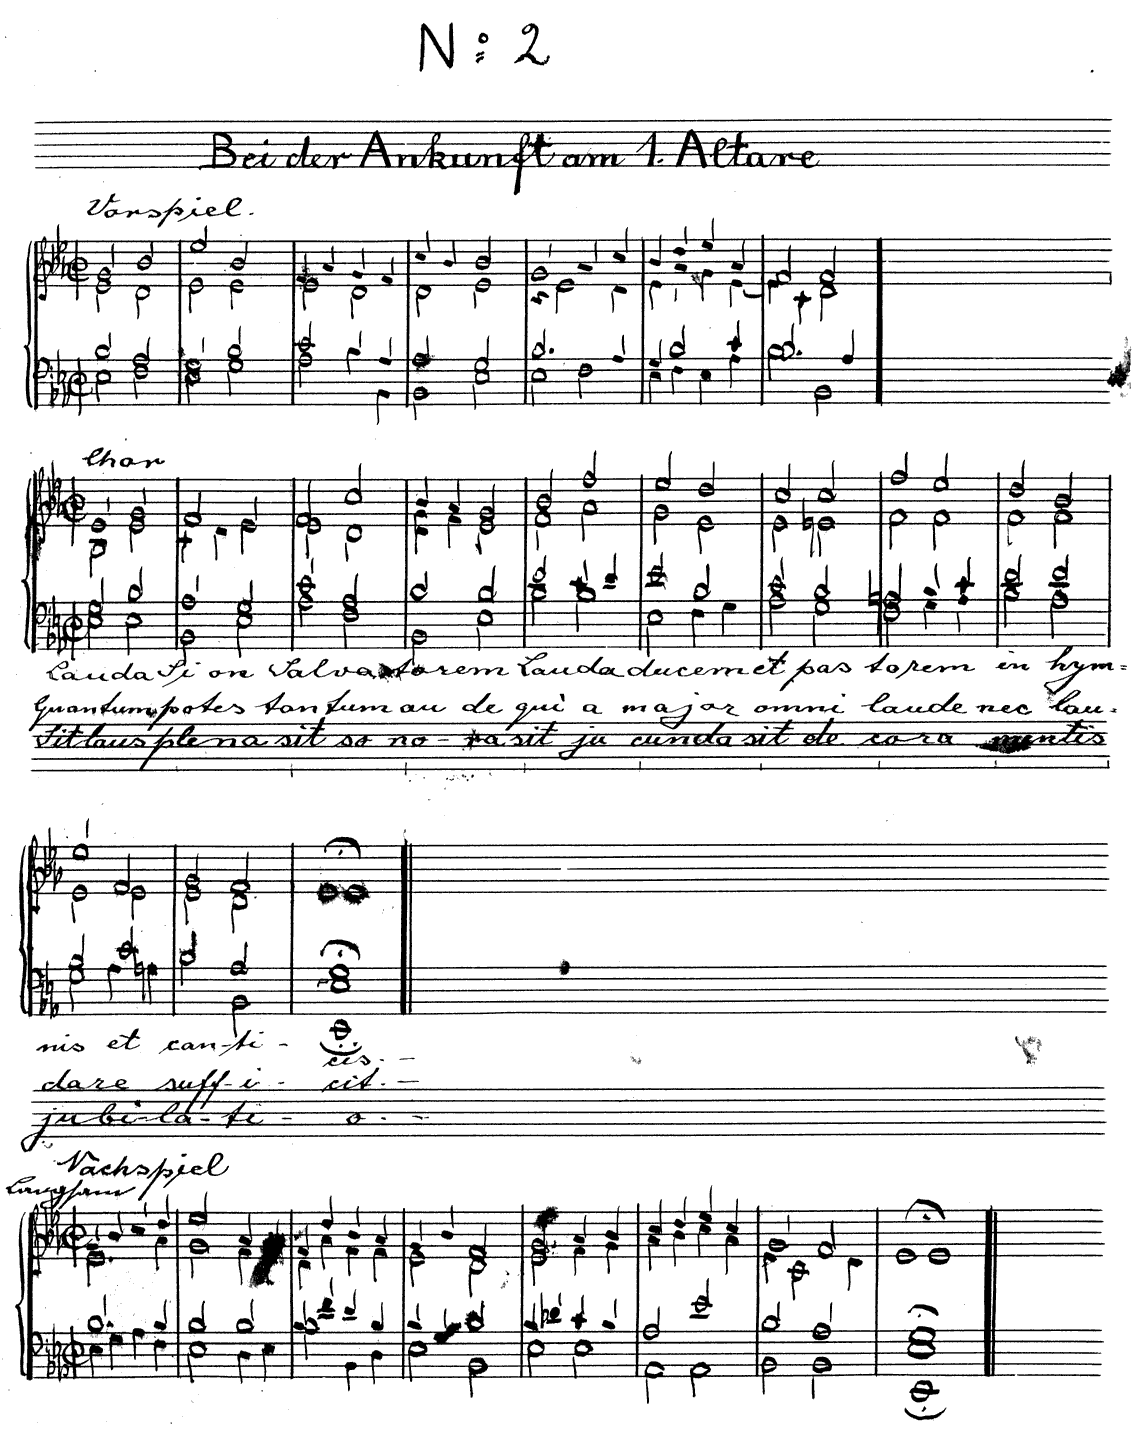 N: 2
Bei der Ankunft am 1. Altare
Vorspiel.
Chor
Lauda Si on Salva to rem Lauda ducem et pas torem in hym-
Quantum potes tantum au de qui a major omni laude nec lau-
Sit laus plena sit so no - ra sit ju cunda sit de cora mentis
nis et can-ti - cis. -
dare suff-i - cit. -
jubi-la-ti - o. -
Nachspiel
Langsam